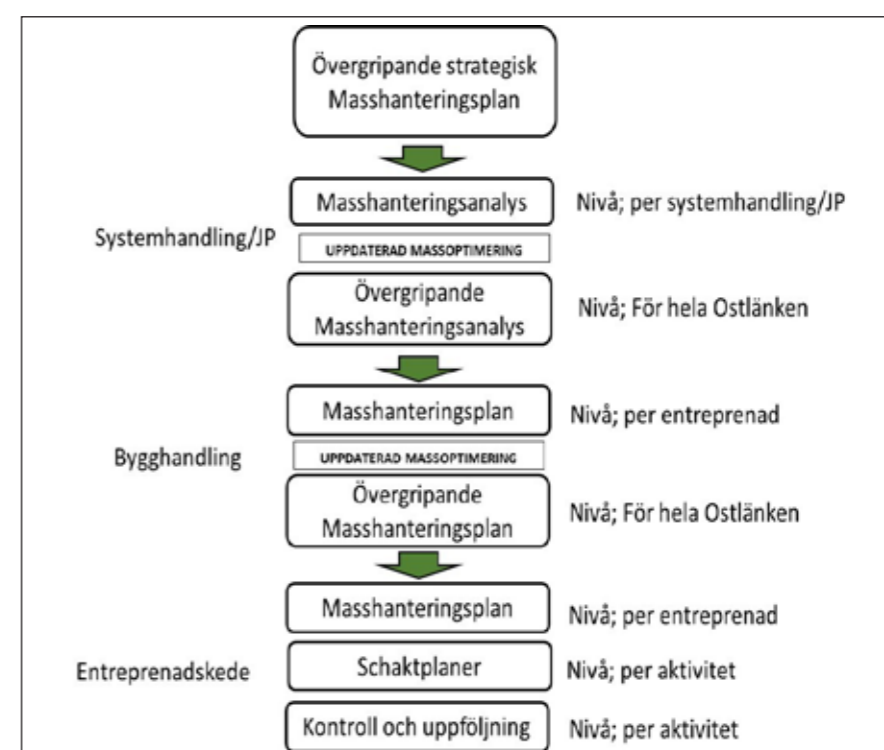 Övergripande strategisk
Masshanteringsplan
Masshanteringsanalys
Nivå; per systemhandling/JP
Systemhandling/JP
UPPDATERAD MASSOPTIMERING
Övergripande
Masshanteringsanalys
Nivå; För hela Ostlänken
Masshanteringsplan
Nivå; per entreprenad
Bygghandling
UPPDATERAD MASSOPTIMERING
Övergripande
Masshanteringsplan
Nivå; För hela Ostlänken
Masshanteringsplan
Nivå; per entreprenad
Entreprenadskede
Schaktplaner
Nivå; per aktivitet
Kontroll och uppföljning
Nivå; per aktivitet